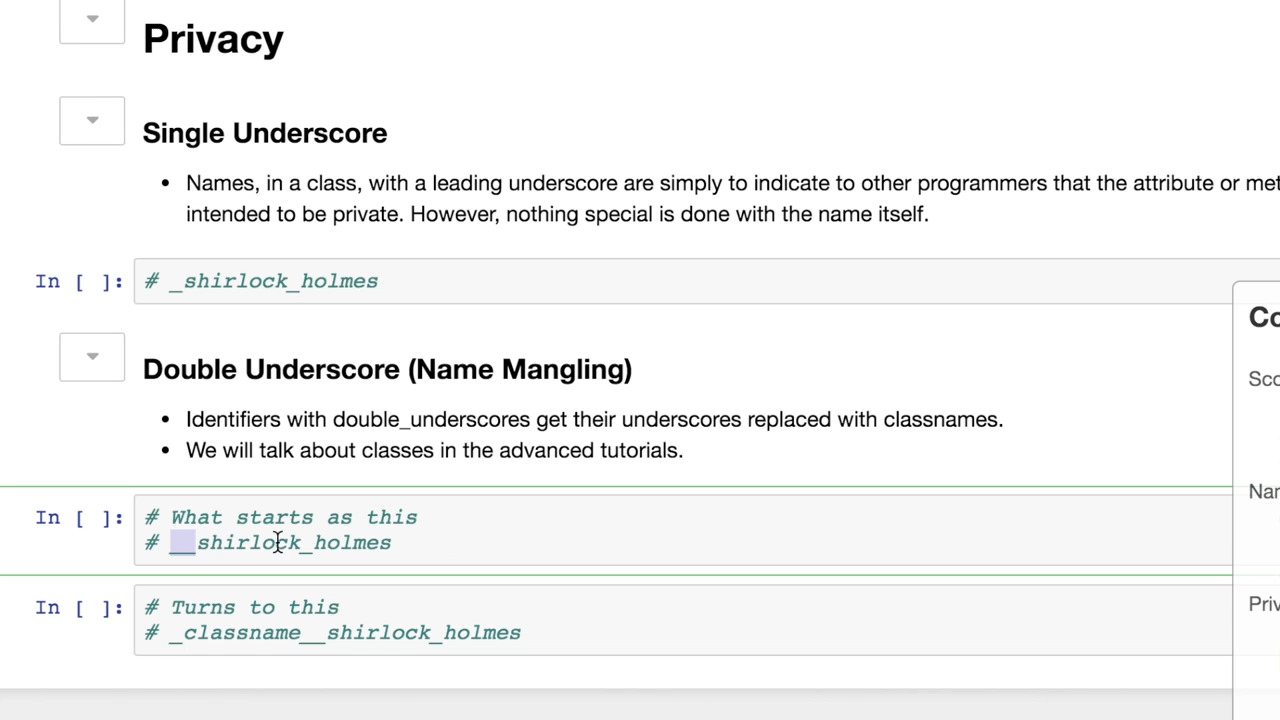 Privacy
Single Underscore
• Names, in a class, with a leading underscore are simply to indicate to other programmers that the attribute or
intended to be private. However, nothing special is done with the name itself.
In [ ]: # _shirlock_holmes
Double Underscore (Name Mangling)
• Identifiers with double_underscores get their underscores replaced with classnames.
• We will talk about classes in the advanced tutorials.
In [ ]: # What starts as this
# __shirlock_holmes
In [ ]: # Turns to this
# _classname__shirlock_holmes